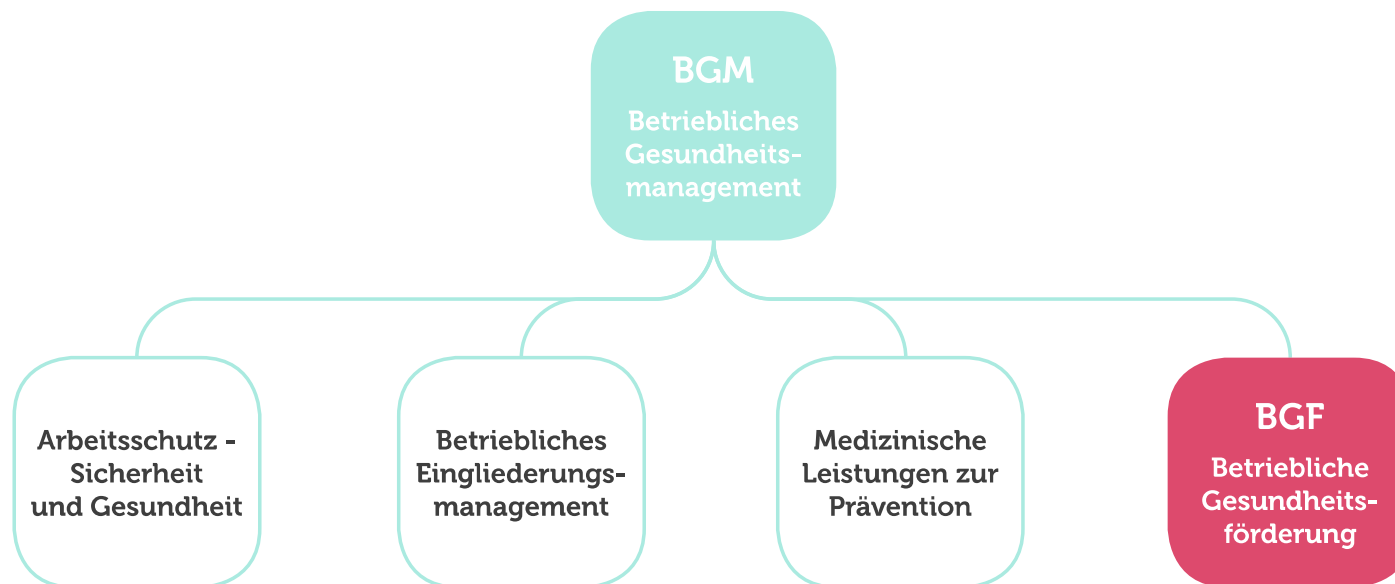 BGM
Betriebliches
Gesundheits-
management
Arbeitsschutz -
Sicherheit
und Gesundheit
Betriebliches
Eingliederungs-
management
Medizinische
Leistungen zur
Prävention
BGF
Betriebliche
Gesundheits-
förderung